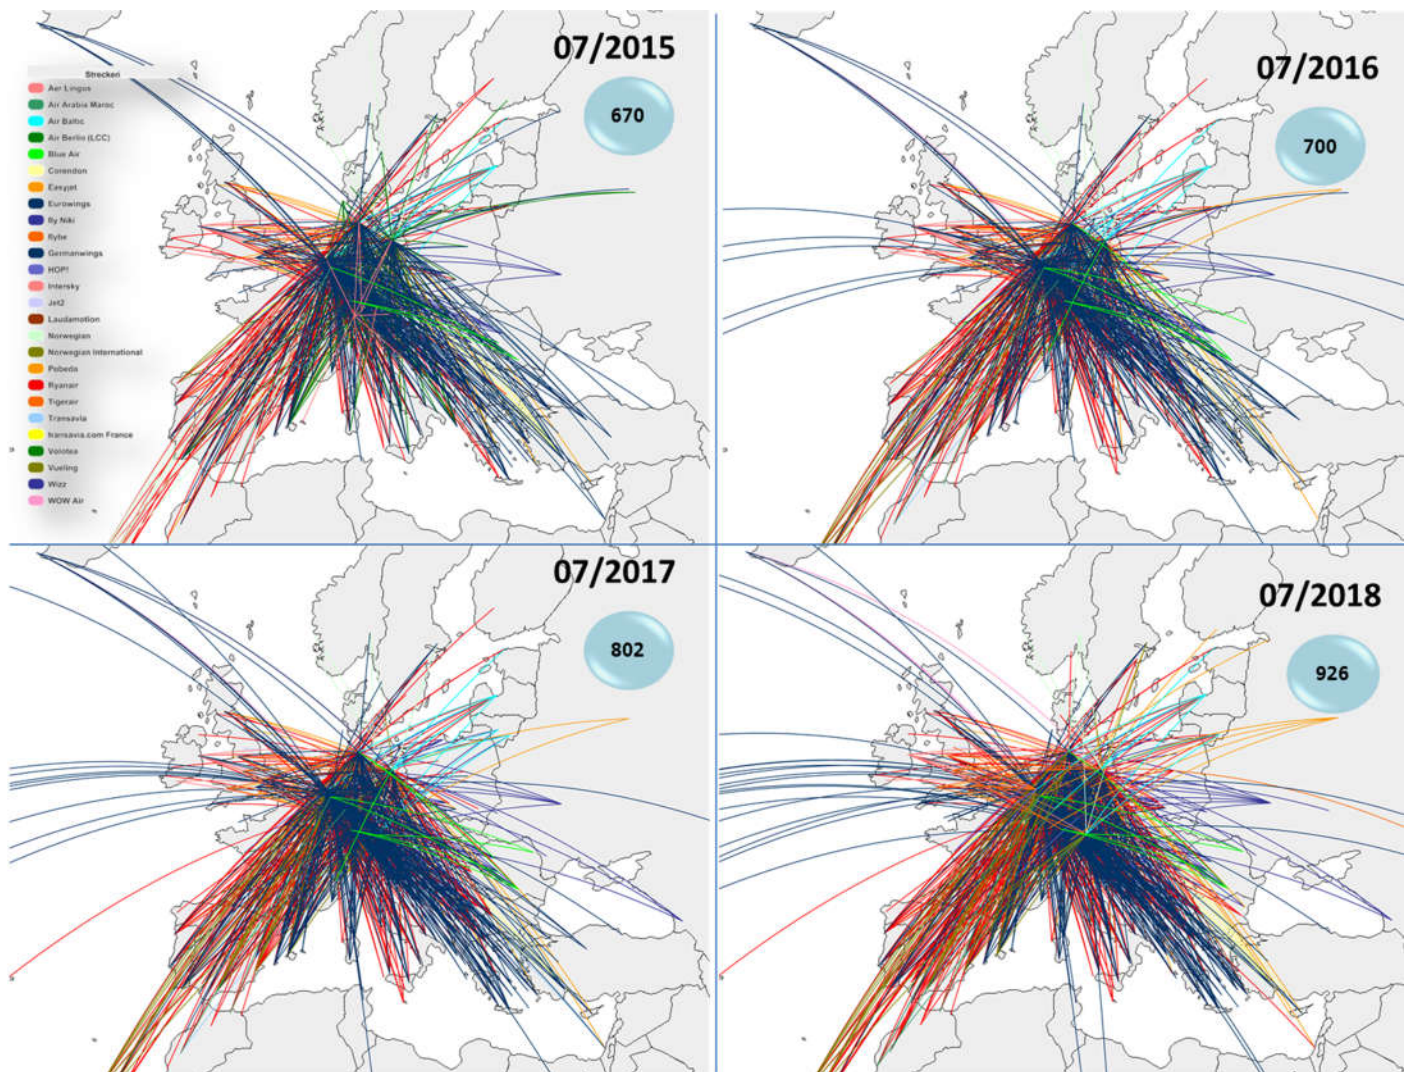 07/2015
670
Strecken
Aer Lingus
Air Arabia Maroc
Air Baltic
Air Berlin (LCC)
Blue Air
Corendon
Easyjet
Eurowings
fly Niki
flybe
Germanwings
HOP!
Intersky
Jet2
Laudamotion
Norwegian
Norwegian International
Pobeda
Ryanair
Tigerair
Transavia
transavia.com France
Volotea
Vueling
Wizz
WOW Air
07/2016
700
07/2017
802
07/2018
926